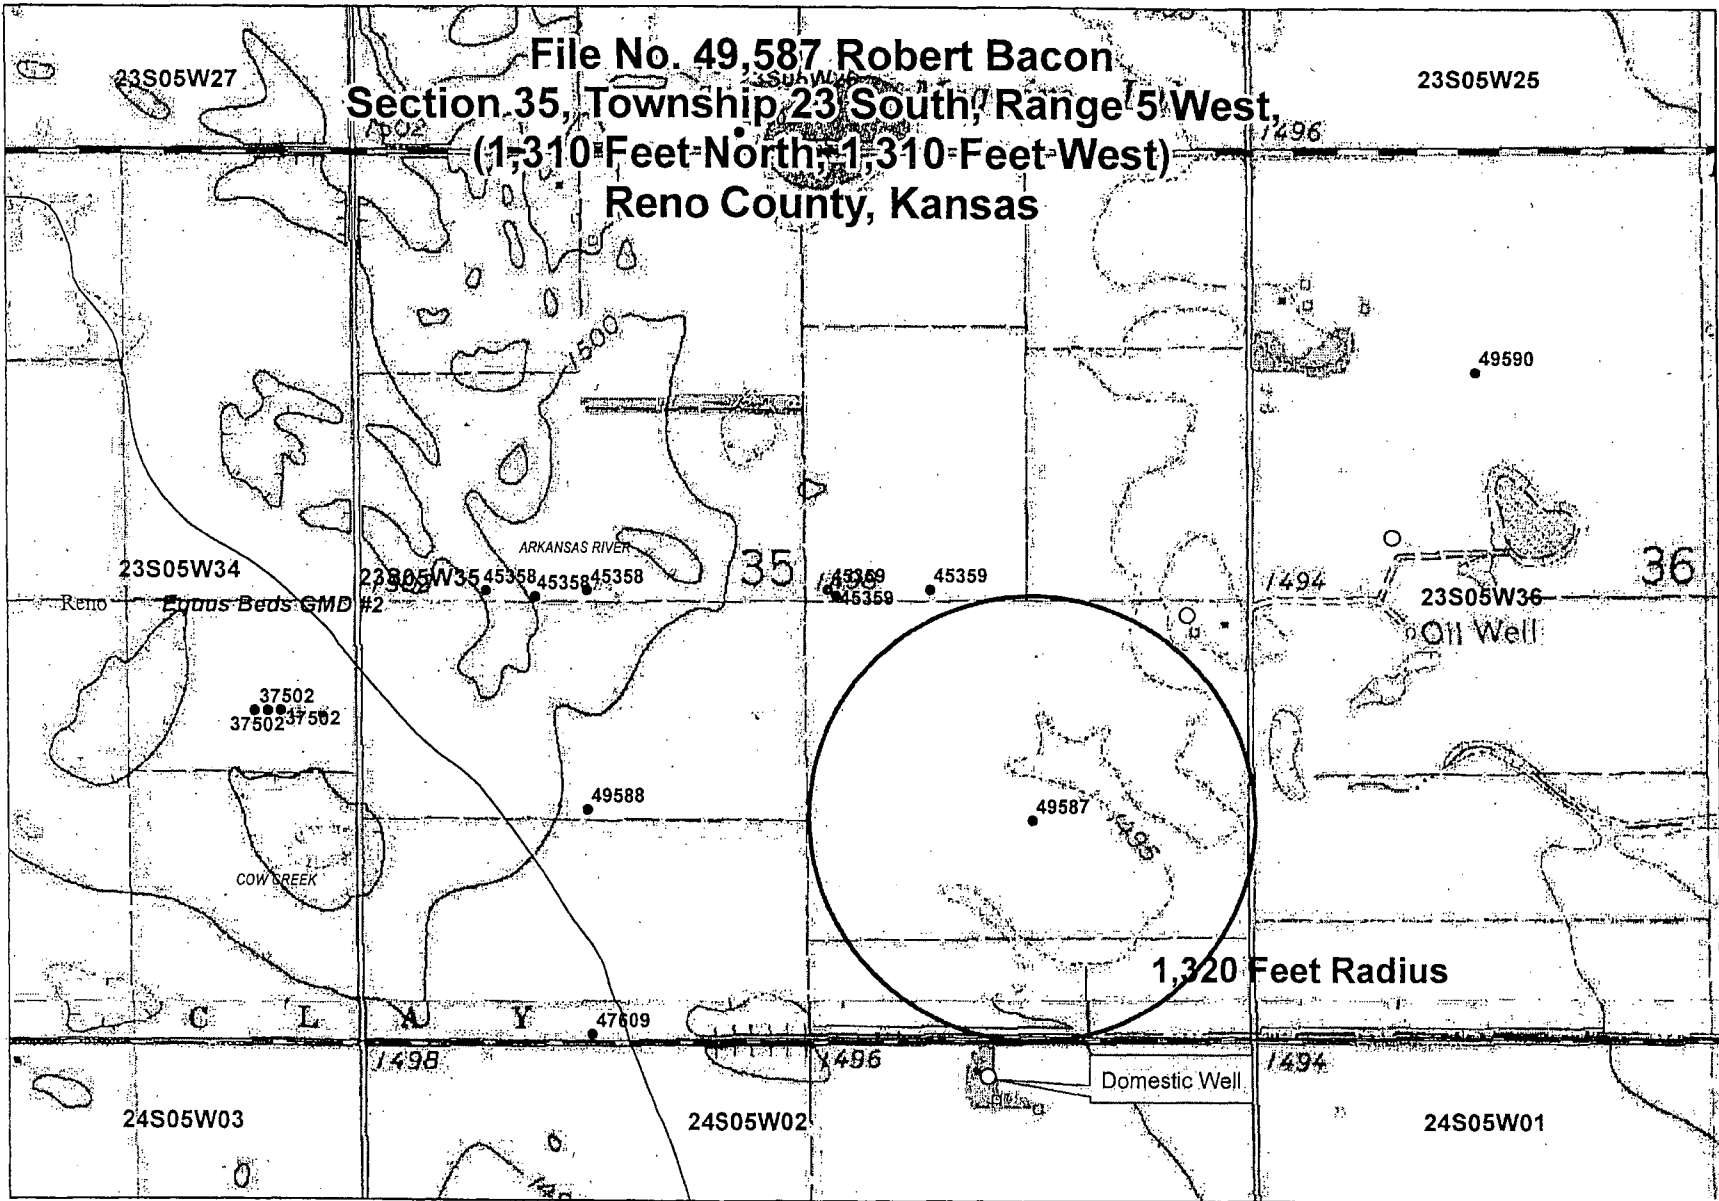 File No. 49,587 Robert Bacon
23S05W27
23S05W26
23S05W25
Section 35, Township 23 South, Range 5 West,
1502
1496
(1,310 Feet North, 1,310 Feet West)
Reno County, Kansas
1500
49590
ARKANSAS RIVER
35
36
23S05W34
23S05W35
45358
45358
45358
45359
45359
45359
1494
23S05W36
Reno
Equus Beds GMD #2
Oil Well
37502
37502
37502
49588
49587
1495
COW CREEK
1,320 Feet Radius
C L A Y
47609
1498
1496
1494
Domestic Well
24S05W03
24S05W02
24S05W01